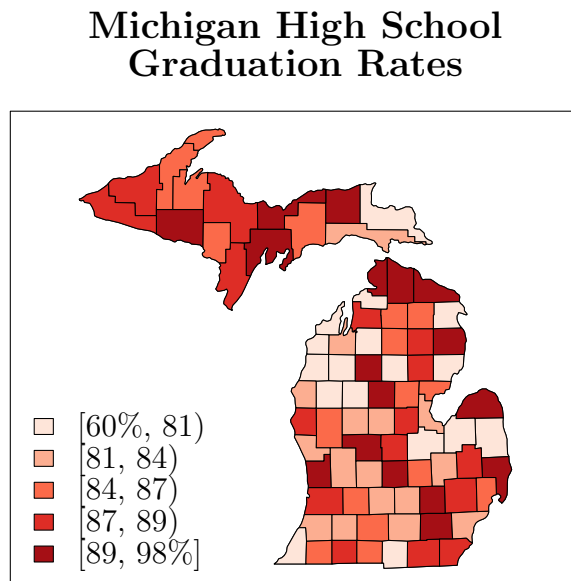 Michigan High School
Graduation Rates
[60%, 81)
[81, 84)
[84, 87)
[87, 89)
[89, 98%]